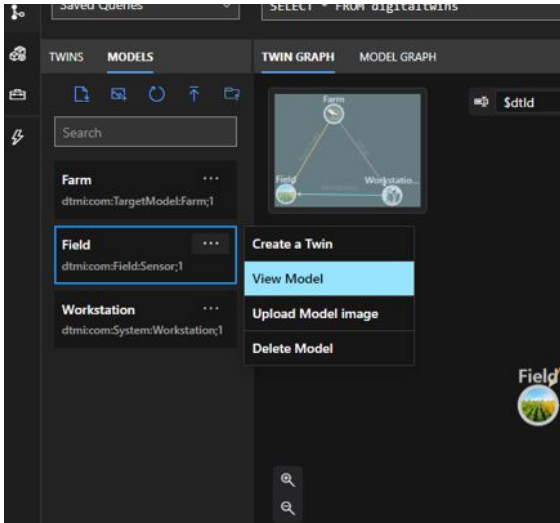 Saved Queries
SELECT * FROM digitaltwins
TWINS
MODELS
TWIN GRAPH
MODEL GRAPH
Search
Farm
Field
Workstatio...
$dtId
Farm
dtmi:com:TargetModel:Farm;1
Field
dtmi:com:Field:Sensor;1
Workstation
dtmi:com:System:Workstation;1
Create a Twin
View Model
Upload Model image
Delete Model
Field